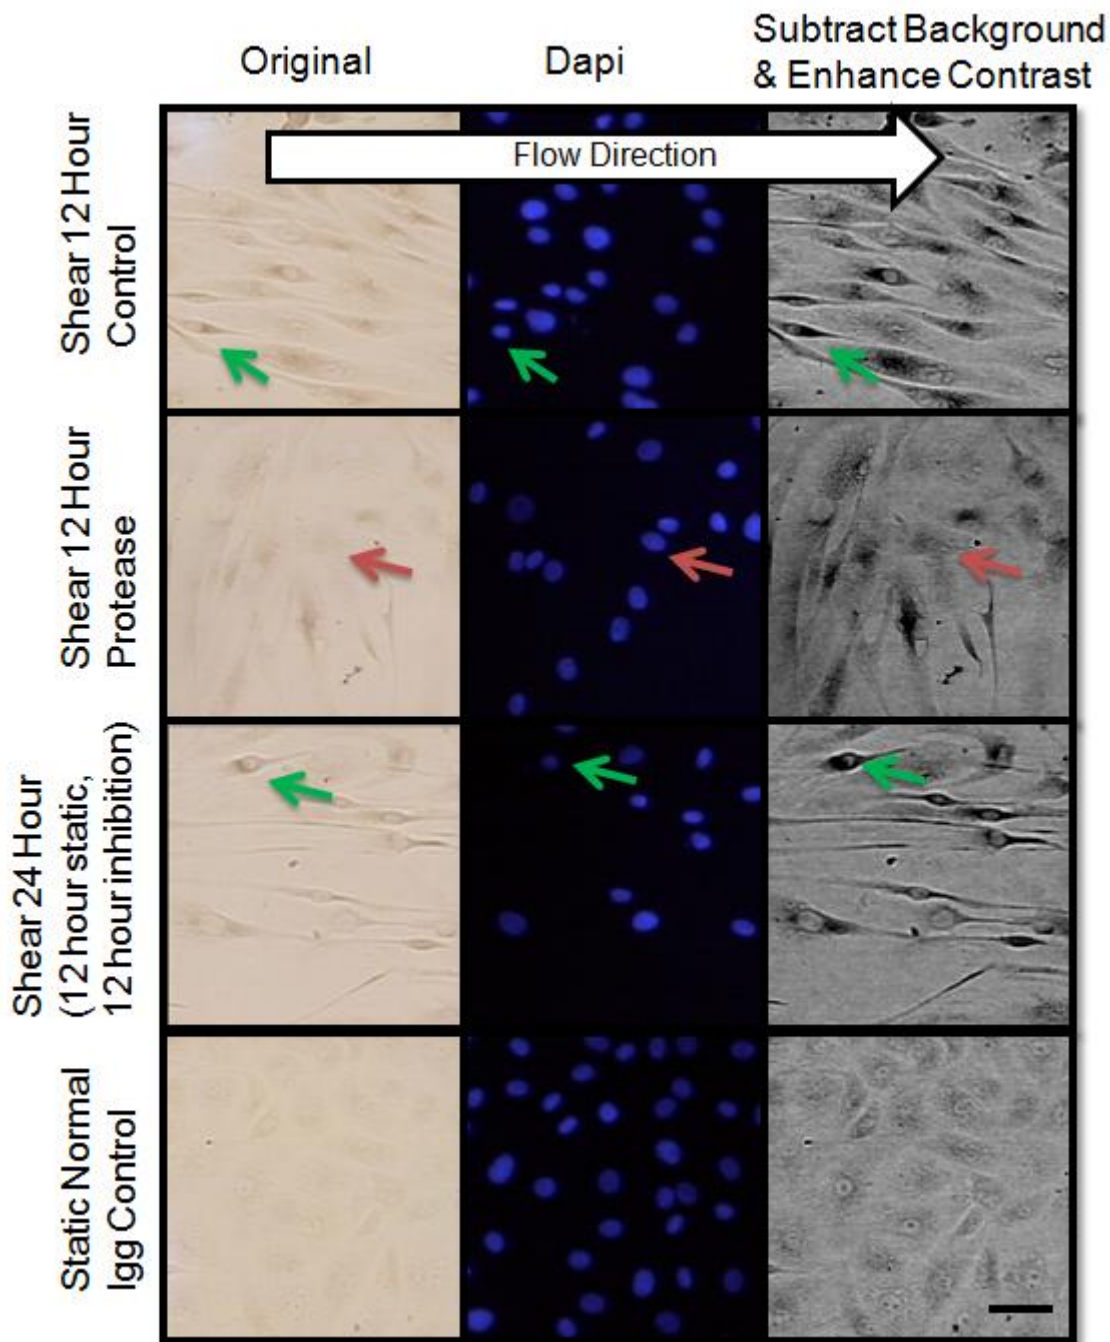 Original
Dapi
Subtract Background
& Enhance Contrast
Flow Direction
Shear 12 Hour
Control
Shear 12 Hour
Protease
Shear 24 Hour
(12 hour static,
12 hour inhibition)
Static Normal
Igg Control